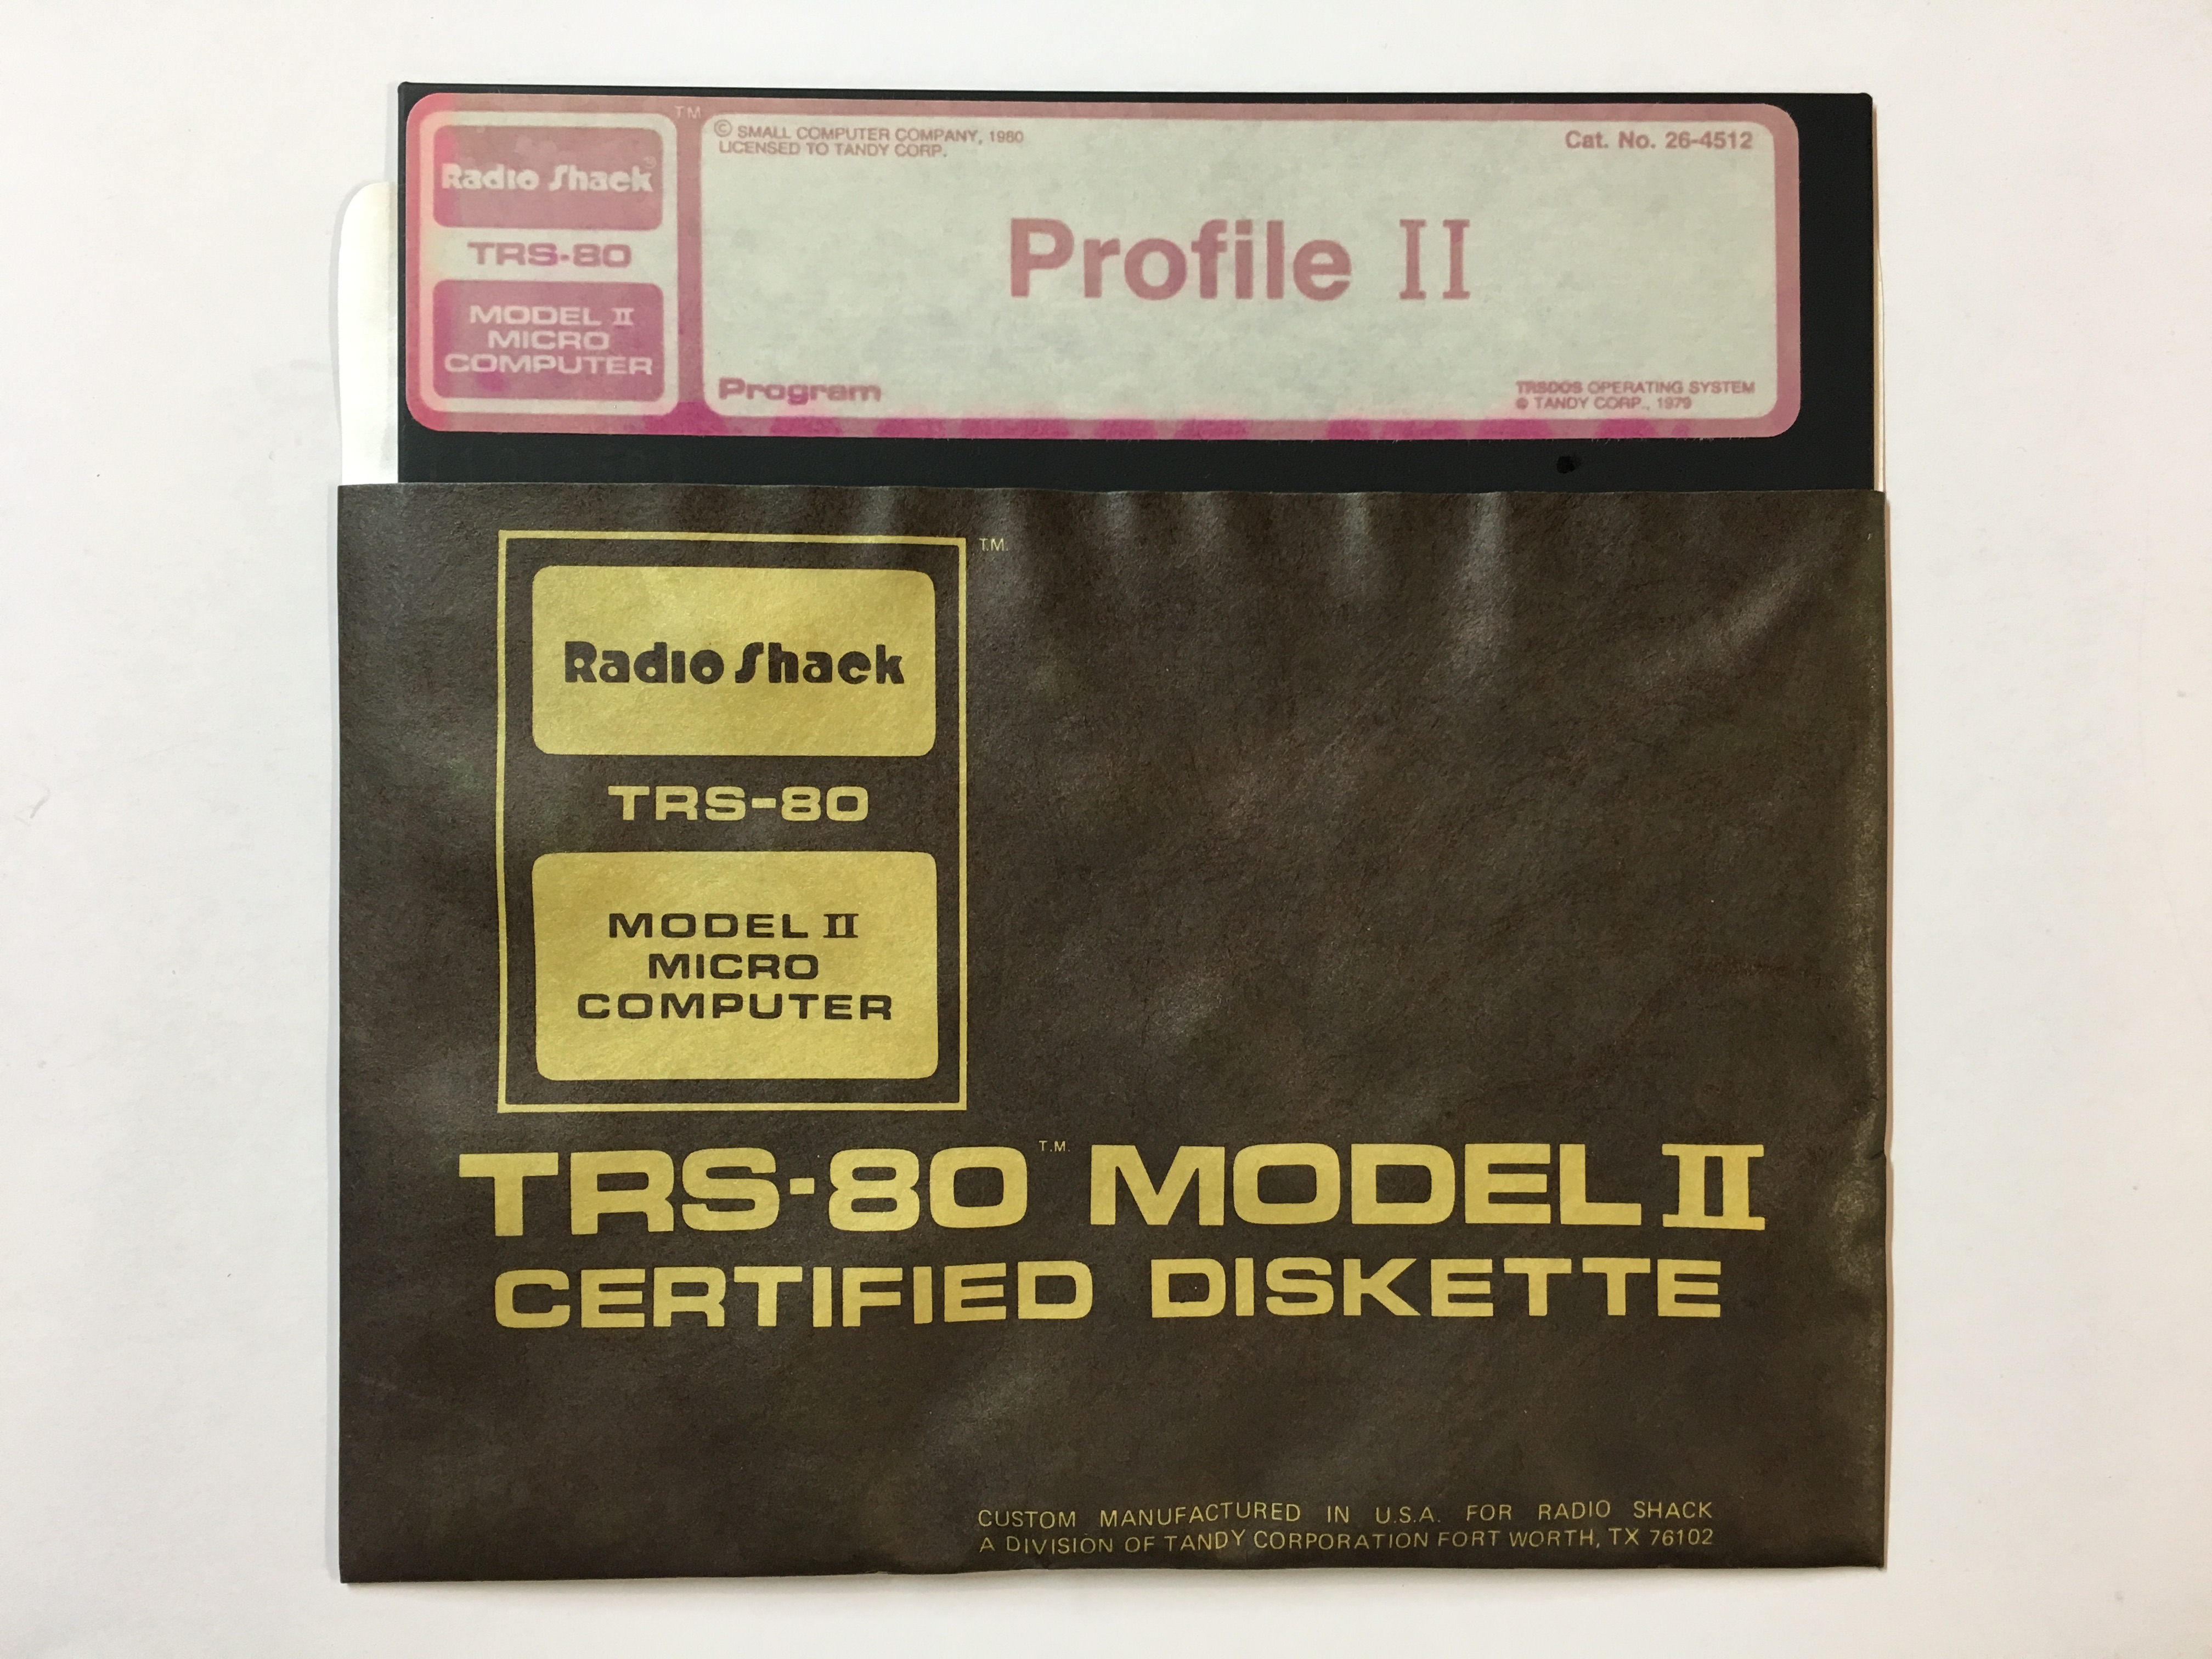 TM
© SMALL COMPUTER COMPANY, 1980
LICENSED TO TANDY CORP.
Cat. No. 26-4512
Radio Shack®
TRS-80
MODEL II
MICRO
COMPUTER
Profile II
Program
TRSDOS OPERATING SYSTEM
© TANDY CORP., 1979
T.M.
Radio Shack
TRS-80
MODEL II
MICRO
COMPUTER
TRS-80 T.M. MODEL II
CERTIFIED DISKETTE
CUSTOM MANUFACTURED IN U.S.A. FOR RADIO SHACK
A DIVISION OF TANDY CORPORATION FORT WORTH, TX 76102